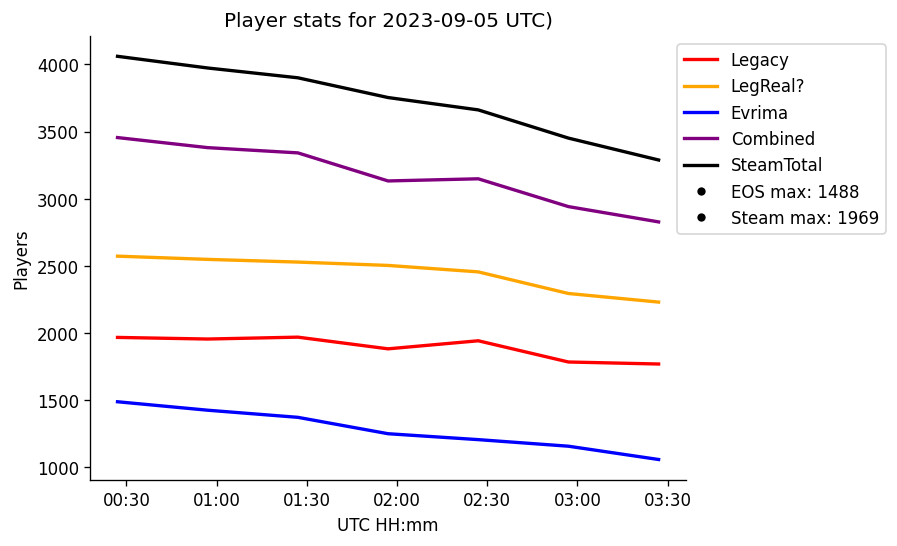 Player stats for 2023-09-05 UTC)
Legacy
LegReal?
Evrima
Combined
SteamTotal
EOS max: 1488
Steam max: 1969
Players
4000
3500
3000
2500
2000
1500
1000
00:30 01:00 01:30 02:00 02:30 03:00 03:30
UTC HH:mm